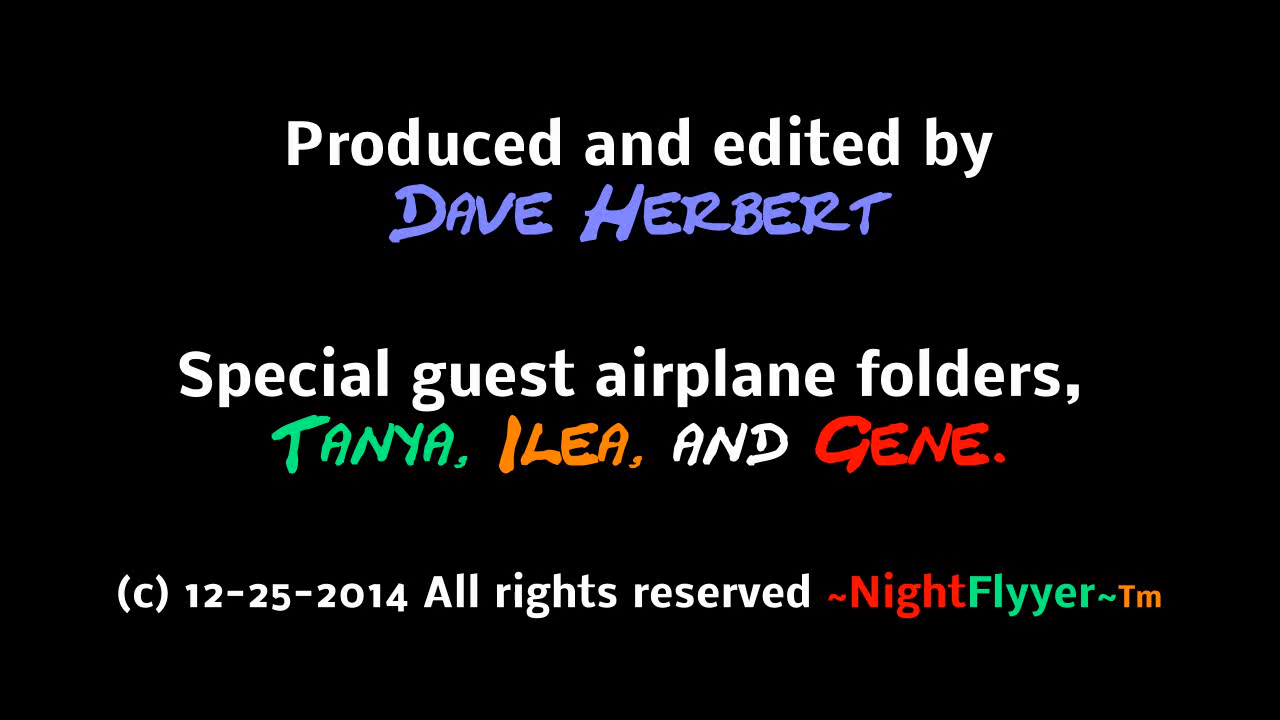 Produced and edited by
Dave Herbert
Special guest airplane folders,
Tanya, Ilea, and Gene.
(c) 12-25-2014 All rights reserved ~NightFlyyer~Tm